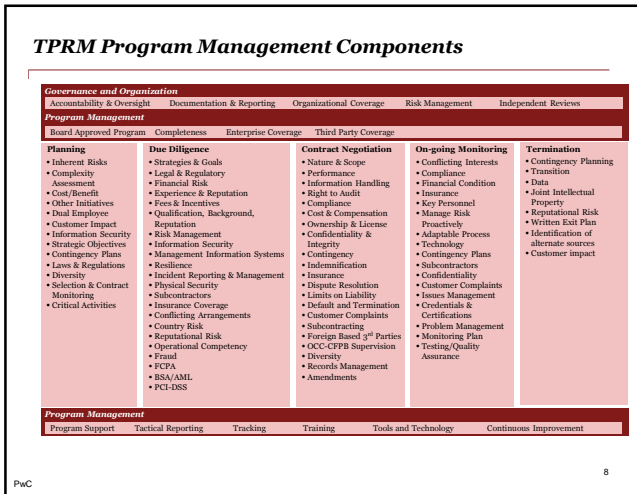 TPRM Program Management Components
Governance and Organization
Accountability & Oversight Documentation & Reporting Organizational Coverage Risk Management Independent Reviews
Program Management
Board Approved Program Completeness Enterprise Coverage Third Party Coverage
Planning
• Inherent Risks
• Complexity
Assessment
• Cost/Benefit
• Other Initiatives
• Dual Employee
• Customer Impact
• Information Security
• Strategic Objectives
• Contingency Plans
• Laws & Regulations
• Diversity
• Selection & Contract
Monitoring
• Critical Activities
Due Diligence
• Strategies & Goals
• Legal & Regulatory
• Financial Risk
• Experience & Reputation
• Fees & Incentives
• Qualification, Background,
Reputation
• Risk Management
• Information Security
• Management Information Systems
• Resilience
• Incident Reporting & Management
• Physical Security
• Subcontractors
• Insurance Coverage
• Conflicting Arrangements
• Country Risk
• Reputational Risk
• Operational Competency
• Fraud
• FCPA
• BSA/AML
• PCI-DSS
Contract Negotiation
• Nature & Scope
• Performance
• Information Handling
• Right to Audit
• Compliance
• Cost & Compensation
• Ownership & License
• Confidentiality &
Integrity
• Contingency
• Indemnification
• Insurance
• Dispute Resolution
• Limits on Liability
• Default and Termination
• Customer Complaints
• Subcontracting
• Foreign Based 3rd Parties
• OCC-CFPB Supervision
• Diversity
• Records Management
• Amendments
On-going Monitoring
• Conflicting Interests
• Compliance
• Financial Condition
• Insurance
• Key Personnel
• Manage Risk
Proactively
• Adaptable Process
• Technology
• Contingency Plans
• Subcontractors
• Confidentiality
• Customer Complaints
• Issues Management
• Credentials &
Certifications
• Problem Management
• Monitoring Plan
• Testing/Quality
Assurance
Termination
• Contingency Planning
• Transition
• Data
• Joint Intellectual
Property
• Reputational Risk
• Written Exit Plan
• Identification of
alternate sources
• Customer impact
Program Management
Program Support Tactical Reporting Tracking Training Tools and Technology Continuous Improvement
8
PwC